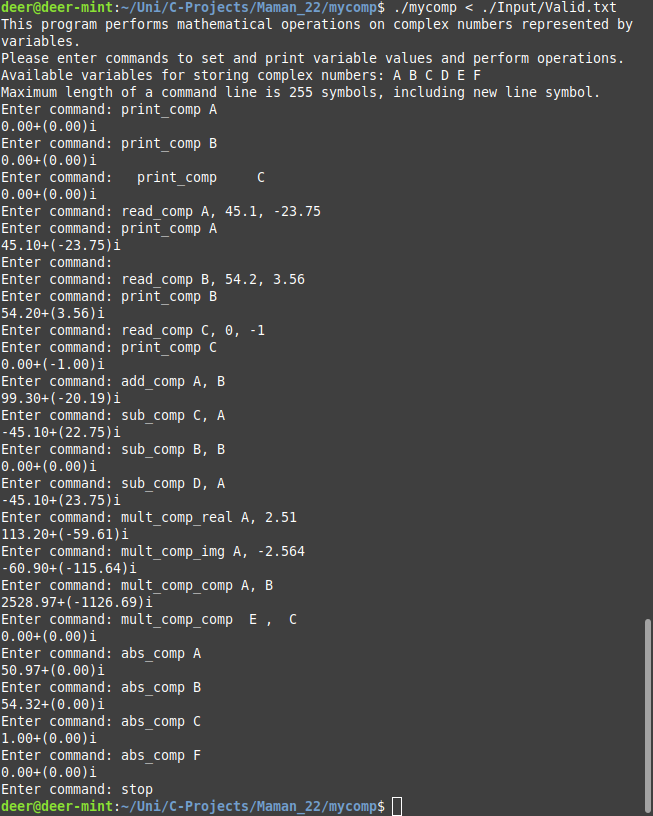 deer@deer-mint:~/Uni/C-Projects/Maman_22/mycomp$ ./mycomp < ./Input/Valid.txt
This program performs mathematical operations on complex numbers represented by
variables.
Please enter commands to set and print variable values and perform operations.
Available variables for storing complex numbers: A B C D E F
Maximum length of a command line is 255 symbols, including new line symbol.
Enter command: print_comp A
0.00+(0.00)i
Enter command: print_comp B
0.00+(0.00)i
Enter command:   print_comp     C
0.00+(0.00)i
Enter command: read_comp A, 45.1, -23.75
Enter command: print_comp A
45.10+(-23.75)i
Enter command:
Enter command: read_comp B, 54.2, 3.56
Enter command: print_comp B
54.20+(3.56)i
Enter command: read_comp C, 0, -1
Enter command: print_comp C
0.00+(-1.00)i
Enter command: add_comp A, B
99.30+(-20.19)i
Enter command: sub_comp C, A
-45.10+(22.75)i
Enter command: sub_comp B, B
0.00+(0.00)i
Enter command: sub_comp D, A
-45.10+(23.75)i
Enter command: mult_comp_real A, 2.51
113.20+(-59.61)i
Enter command: mult_comp_img A, -2.564
-60.90+(-115.64)i
Enter command: mult_comp_comp A, B
2528.97+(-1126.69)i
Enter command: mult_comp_comp  E ,  C
0.00+(0.00)i
Enter command: abs_comp A
50.97+(0.00)i
Enter command: abs_comp B
54.32+(0.00)i
Enter command: abs_comp C
1.00+(0.00)i
Enter command: abs_comp F
0.00+(0.00)i
Enter command: stop
deer@deer-mint:~/Uni/C-Projects/Maman_22/mycomp$